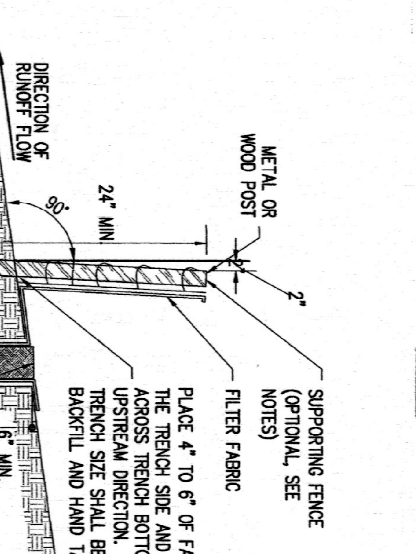 METAL OR
WOOD POST
2"
SUPPORTING FENCE
(OPTIONAL, SEE
NOTES)
24" MIN
FILTER FABRIC
90°
DIRECTION OF
RUNOFF FLOW
PLACE 4" TO 6" OF
THE TRENCH SIDE AND
ACROSS TRENCH
UPSTREAM DIRECTION.
TRENCH SIZE SHALL BE
BACKFILL AND HAND
6" MIN.